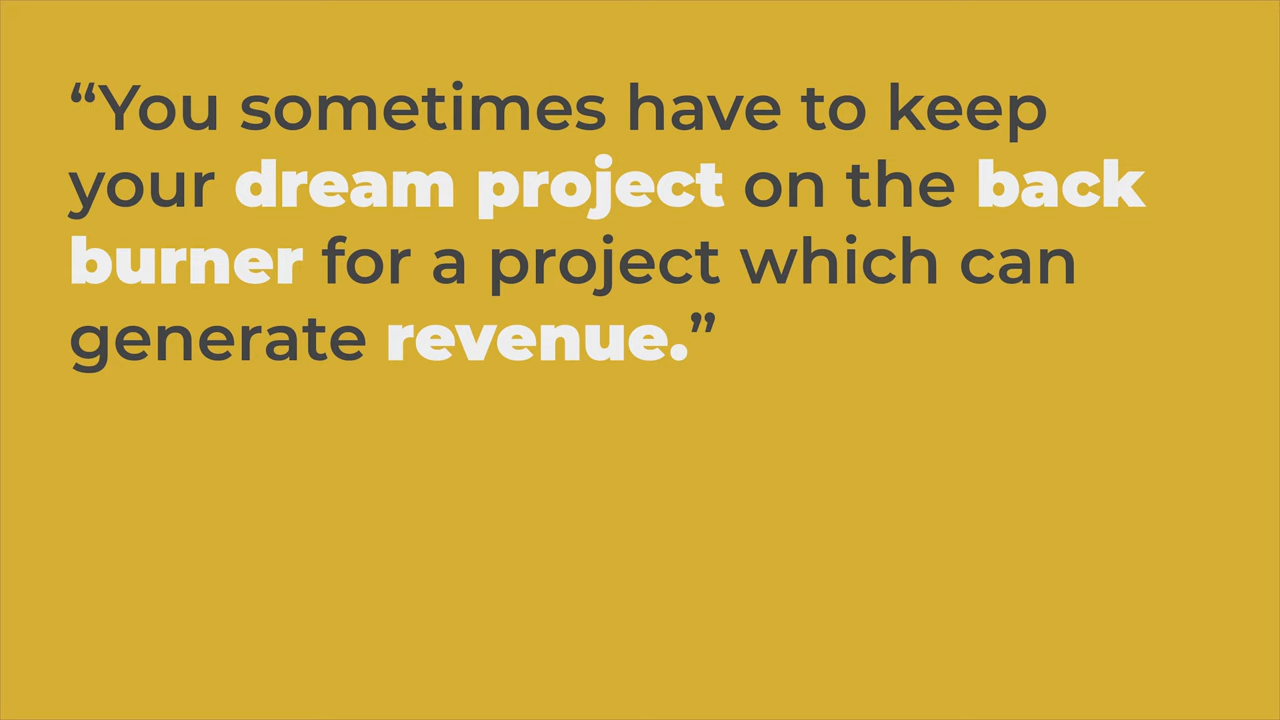 “You sometimes have to keep
your dream project on the back
burner for a project which can
generate revenue.”